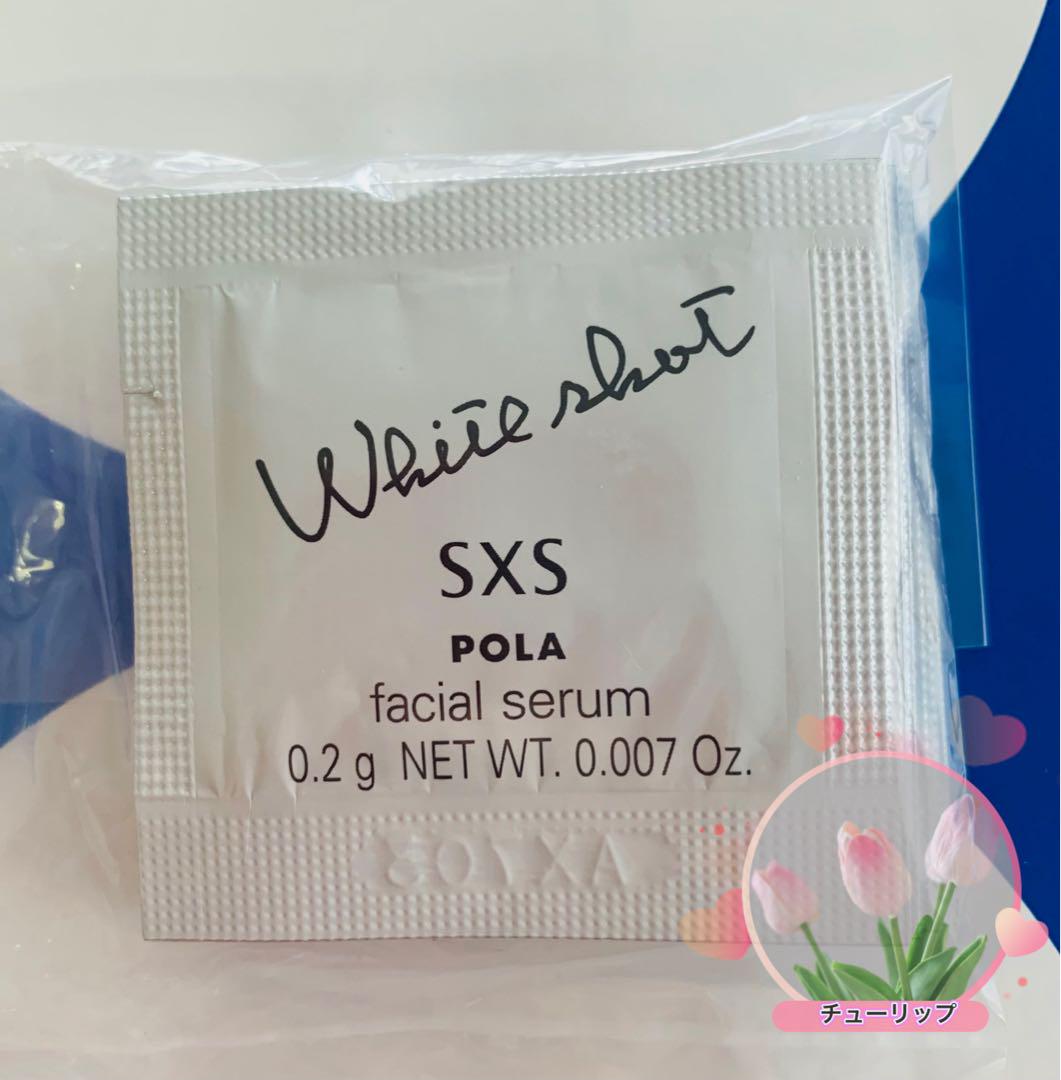 White shot
SXS
POLA
facial serum
0.2 g NET WT. 0.007 Oz.
チューリップ